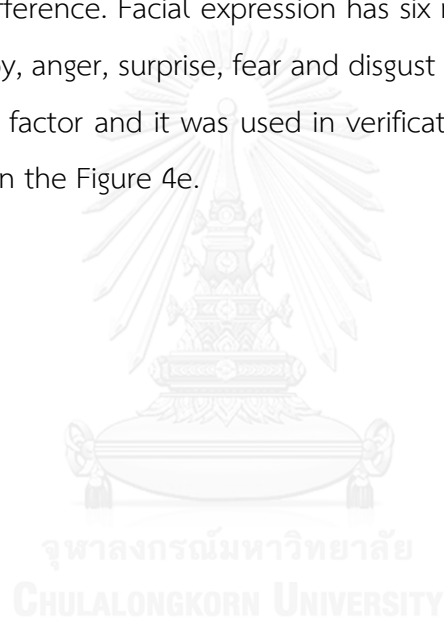 fference. Facial expression has six
y, anger, surprise, fear and disgust
factor and it was used in verificat
n the Figure 4e.
จุฬาลงกรณ์มหาวิทยาลัย
CHULALONGKORN UNIVERSITY